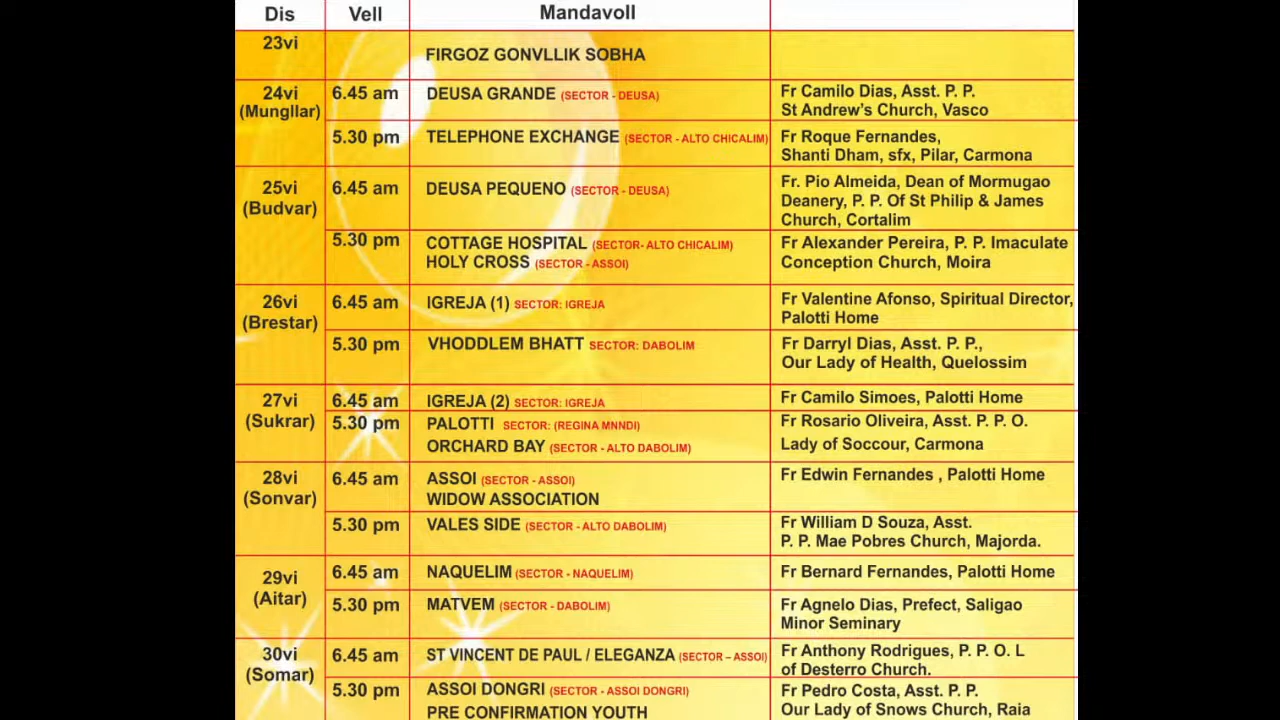 Dis Vell Mandavoll
23vi FIRGOZ GONVLLIK SOBHA
24vi (Mungllar) 6.45 am DEUSA GRANDE (SECTOR - DEUSA) Fr Camilo Dias, Asst. P. P.
St Andrew's Church, Vasco
5.30 pm TELEPHONE EXCHANGE (SECTOR - ALTO CHICALIM) Fr Roque Fernandes,
Shanti Dham, sfx, Pilar, Carmona
25vi (Budvar) 6.45 am DEUSA PEQUENO (SECTOR - DEUSA) Fr. Pio Almeida, Dean of Mormugao
Deanery, P. P. Of St Philip & James
Church, Cortalim
5.30 pm COTTAGE HOSPITAL (SECTOR- ALTO CHICALIM) Fr Alexander Pereira, P. P. Imaculate
HOLY CROSS (SECTOR - ASSOI) Conception Church, Moira
26vi (Brestar) 6.45 am IGREJA (1) SECTOR: IGREJA Fr Valentine Afonso, Spiritual Director,
Palotti Home
5.30 pm VHODDLEM BHATT SECTOR: DABOLIM Fr Darryl Dias, Asst. P. P.,
Our Lady of Health, Quelossim
27vi (Sukrar) 6.45 am IGREJA (2) SECTOR: IGREJA Fr Camilo Simoes, Palotti Home
5.30 pm PALOTTI SECTOR: (REGINA MNNDI) Fr Rosario Oliveira, Asst. P. P. O.
ORCHARD BAY (SECTOR - ALTO DABOLIM) Lady of Soccour, Carmona
28vi (Sonvar) 6.45 am ASSOI (SECTOR - ASSOI) Fr Edwin Fernandes , Palotti Home
WIDOW ASSOCIATION
5.30 pm VALES SIDE (SECTOR - ALTO DABOLIM) Fr William D Souza, Asst.
P. P. Mae Pobres Church, Majorda.
29vi (Aitar) 6.45 am NAQUELIM (SECTOR - NAQUELIM) Fr Bernard Fernandes, Palotti Home
5.30 pm MATVEM (SECTOR - DABOLIM) Fr Agnelo Dias, Prefect, Saligao
Minor Seminary
30vi (Somar) 6.45 am ST VINCENT DE PAUL / ELEGANZA (SECTOR – ASSOI) Fr Anthony Rodrigues, P. P. O. L
of Desterro Church.
5.30 pm ASSOI DONGRI (SECTOR - ASSOI DONGRI) Fr Pedro Costa, Asst. P. P.
PRE CONFIRMATION YOUTH Our Lady of Snows Church, Raia